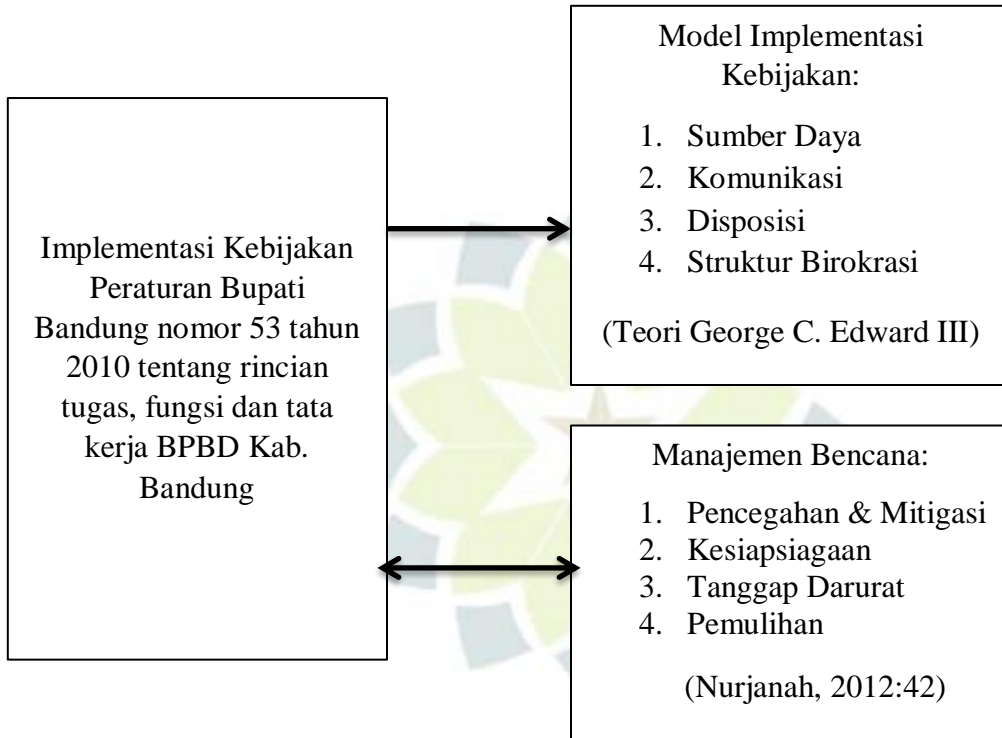 Implementasi Kebijakan
Peraturan Bupati
Bandung nomor 53 tahun
2010 tentang rincian
tugas, fungsi dan tata
kerja BPBD Kab.
Bandung
Model Implementasi
Kebijakan:
1. Sumber Daya
2. Komunikasi
3. Disposisi
4. Struktur Birokrasi
(Teori George C. Edward III)
Manajemen Bencana:
1. Pencegahan & Mitigasi
2. Kesiapsiagaan
3. Tanggap Darurat
4. Pemulihan
(Nurjanah, 2012:42)